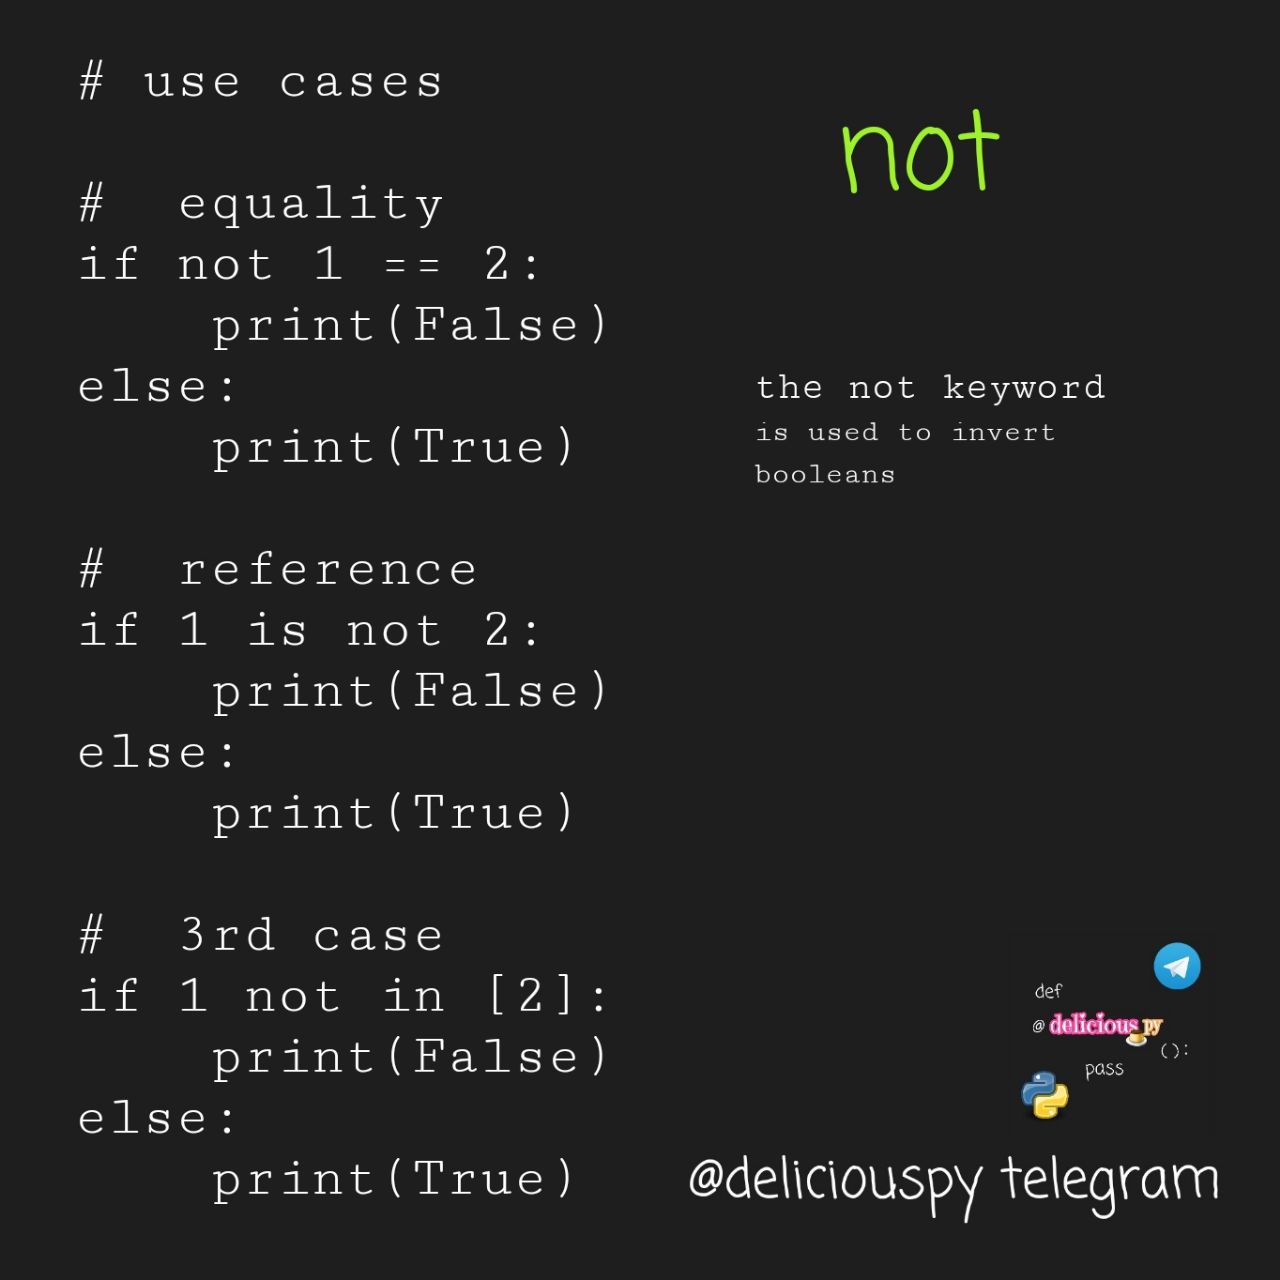 # use cases
#  equality
if not 1 == 2:
    print(False)
else:
    print(True)
#  reference
if 1 is not 2:
    print(False)
else:
    print(True)
#  3rd case
if 1 not in [2]:
    print(False)
else:
    print(True)
not
the not keyword
is used to invert
booleans
def
@deliciouspy
():
pass
@deliciouspy telegram